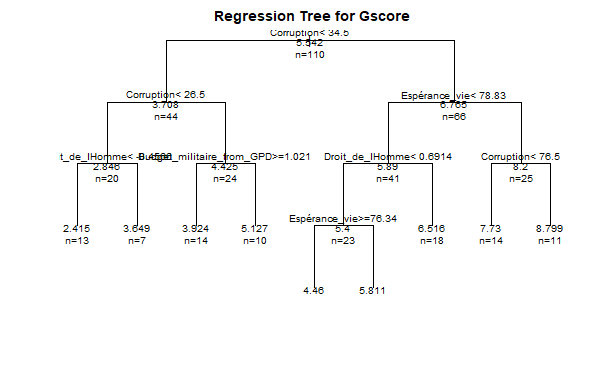 Regression Tree for Gscore
Corruption< 34.5
5.542
n=110
Corruption< 26.5
3.708
n=44
Espérance_vie< 78.83
6.765
n=66
t_de_lHomme<
2.846
n=20
militaire_from_GPD>=1.021
4.425
n=24
Droit_de_lHomme< 0.6914
5.89
n=41
Corruption< 76.5
8.2
n=25
2.415
n=13
3.649
n=7
3.924
n=14
5.127
n=10
Espérance_vie>=76.34
5.4
n=23
6.516
n=18
7.73
n=14
8.799
n=11
4.46
5.811